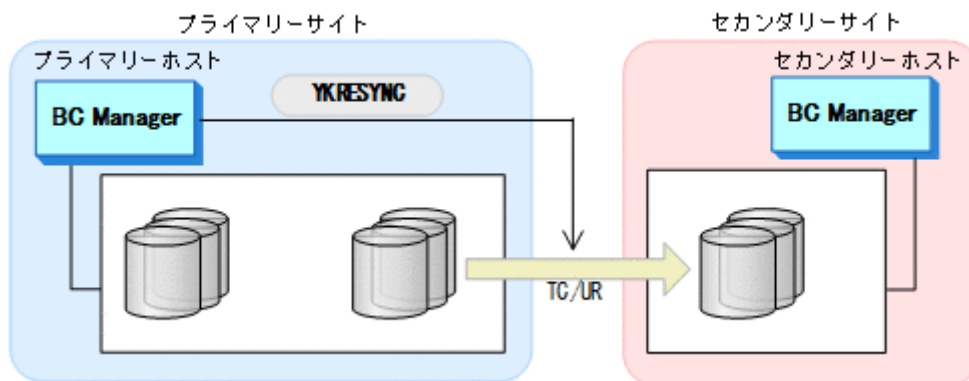 プライマリーサイト
セカンダリーサイト
プライマリーホスト
セカンダリーホスト
YKRESYNC
BC Manager
BC Manager
TC/UR